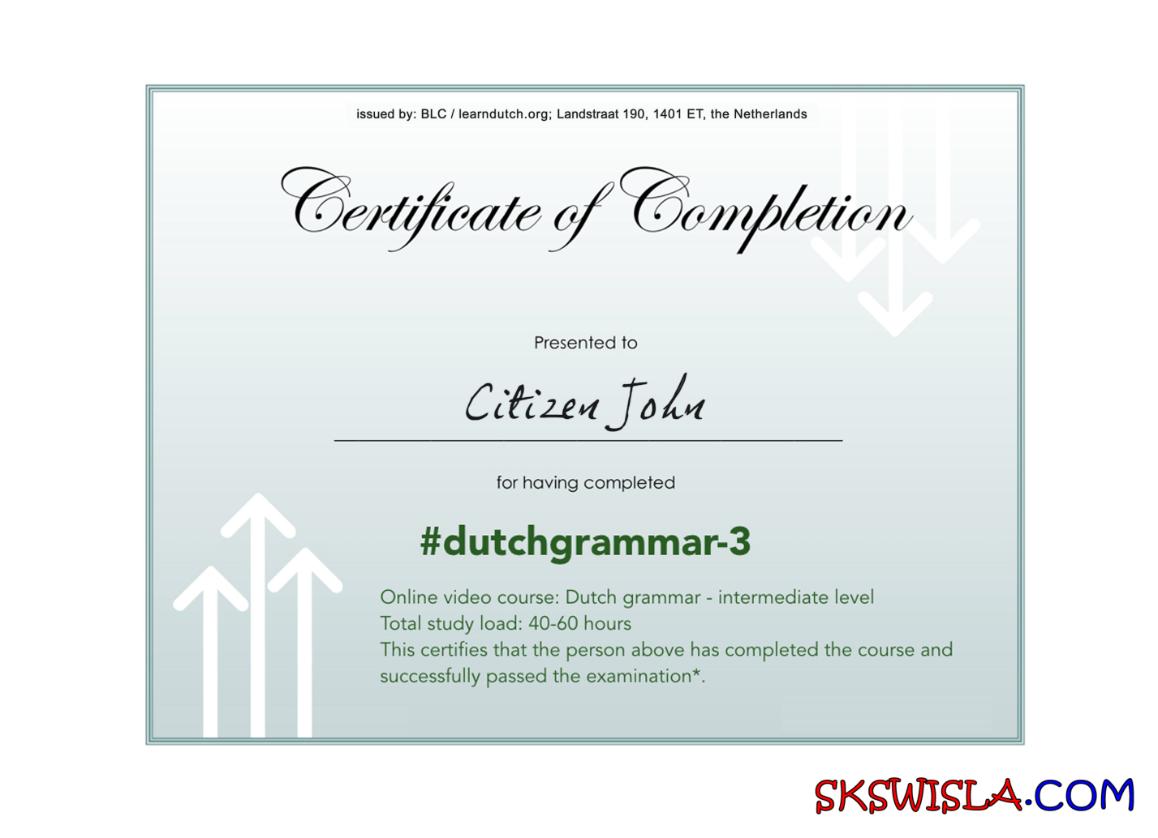 issued by: BLC / learndutch.org; Landstraat 190, 1401 ET, the Netherlands
Certificate of Completion
Presented to
Citizen John
for having completed
#dutchgrammar-3
Online video course: Dutch grammar - intermediate level
Total study load: 40-60 hours
This certifies that the person above has completed the course and
successfully passed the examination*.
SKSWISLA.COM